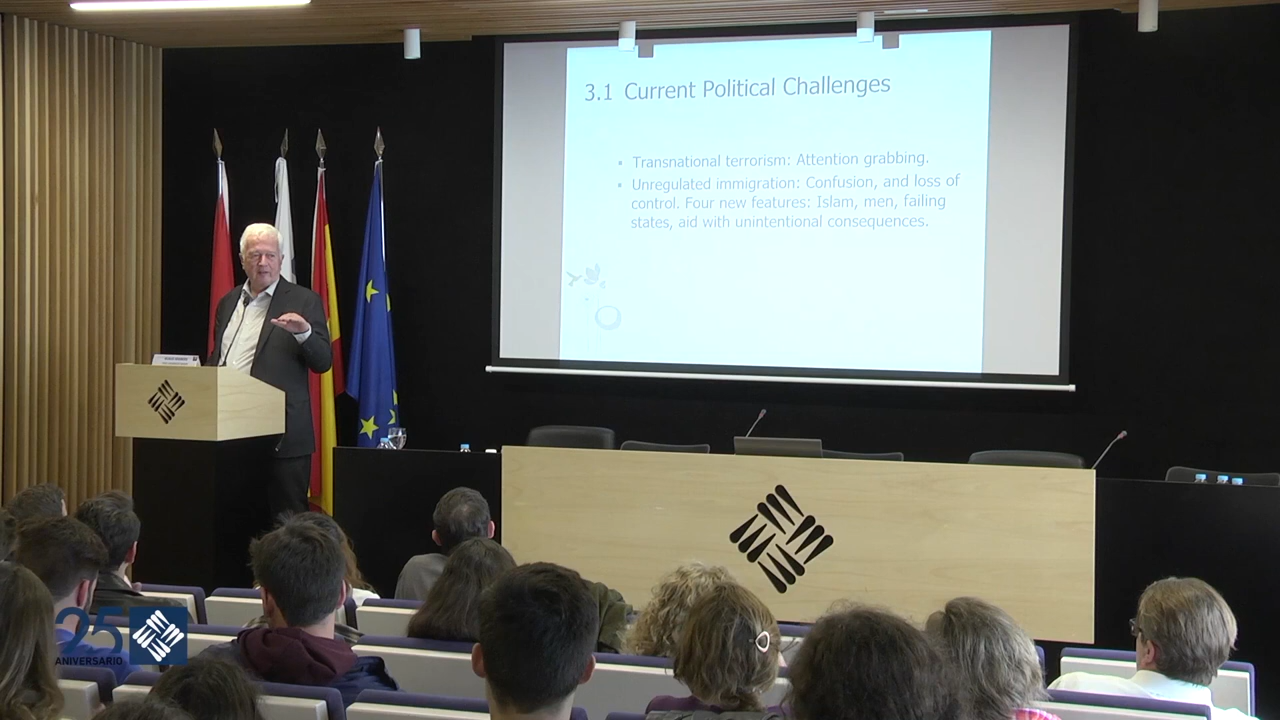 3.1 Current Political Challenges
▪ Transnational terrorism: Attention grabbing.
▪ Unregulated immigration: Confusion, and loss of
control. Four new features: Islam, men, failing
states, aid with unintentional consequences.
25
ANIVERSARIO